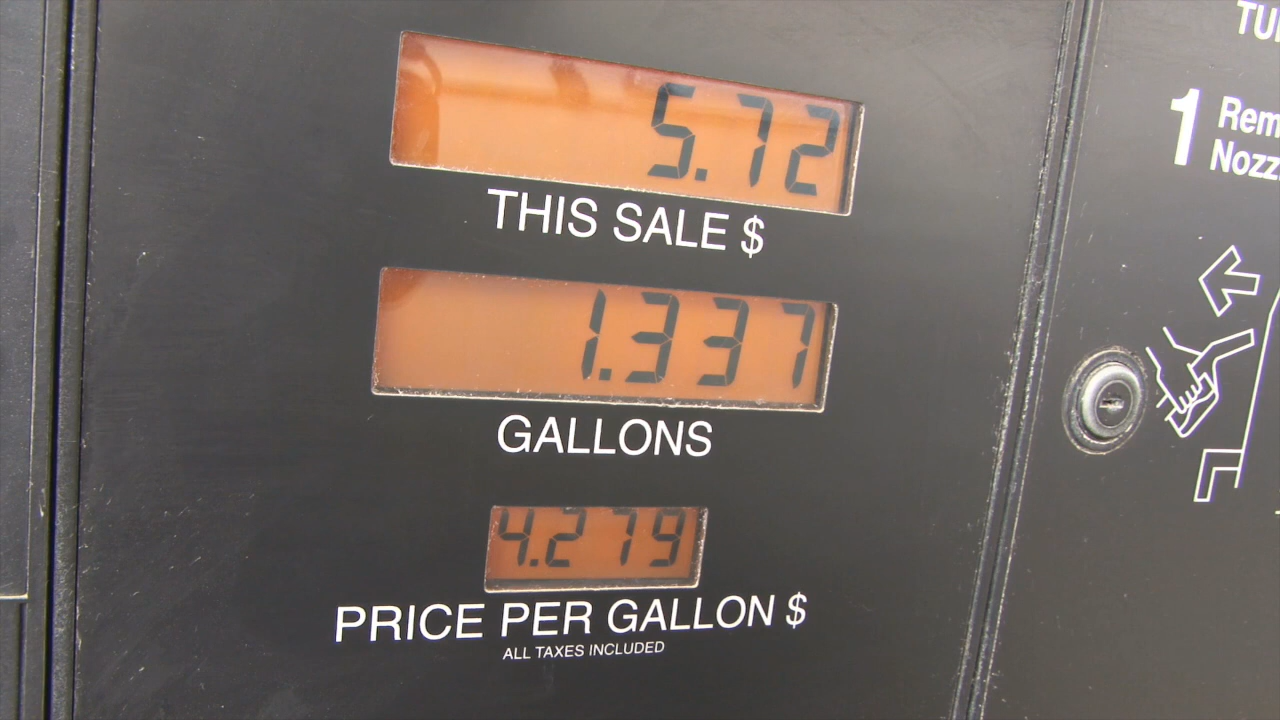 5.72
THIS SALE $
1.337
GALLONS
4.279
PRICE PER GALLON $
ALL TAXES INCLUDED
1